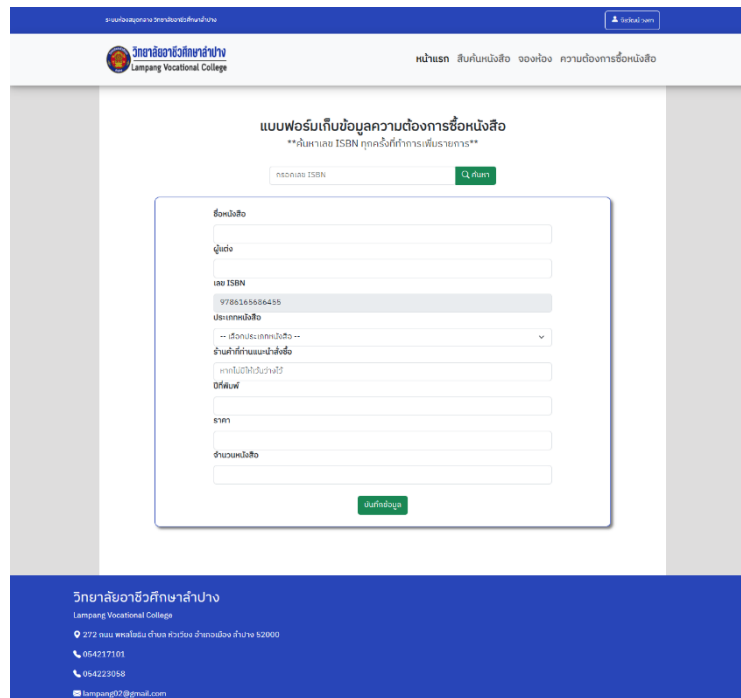 ระบบห้องสมุดกลาง วิทยาลัยอาชีวศึกษาลำปาง
วิทยาลัยอาชีวศึกษาลำปาง
Lampang Vocational College
หน้าแรก สืบค้นหนังสือ จองห้อง ความต้องการซื้อหนังสือ
แบบฟอร์มเก็บข้อมูลความต้องการซื้อหนังสือ
**ค้นหาเลข ISBN ทุกครั้งที่ทำการเพิ่มรายการ**
กรอกเลข ISBN ค้นหา
ชื่อหนังสือ
ผู้แต่ง
เลข ISBN
9786165686455
ประเภทหนังสือ
-- เลือกประเภทหนังสือ --
ร้านค้าที่ท่านแนะนำสั่งซื้อ
หากไม่มีให้เว้นว่างไว้
ปีที่พิมพ์
ราคา
จำนวนหนังสือ
บันทึกข้อมูล
วิทยาลัยอาชีวศึกษาลำปาง
Lampang Vocational College
272 ถนน พหลโยธิน ตำบล หัวเวียง อำเภอเมือง ลำปาง 52000
054217101
054223058
lampang02@gmail.com